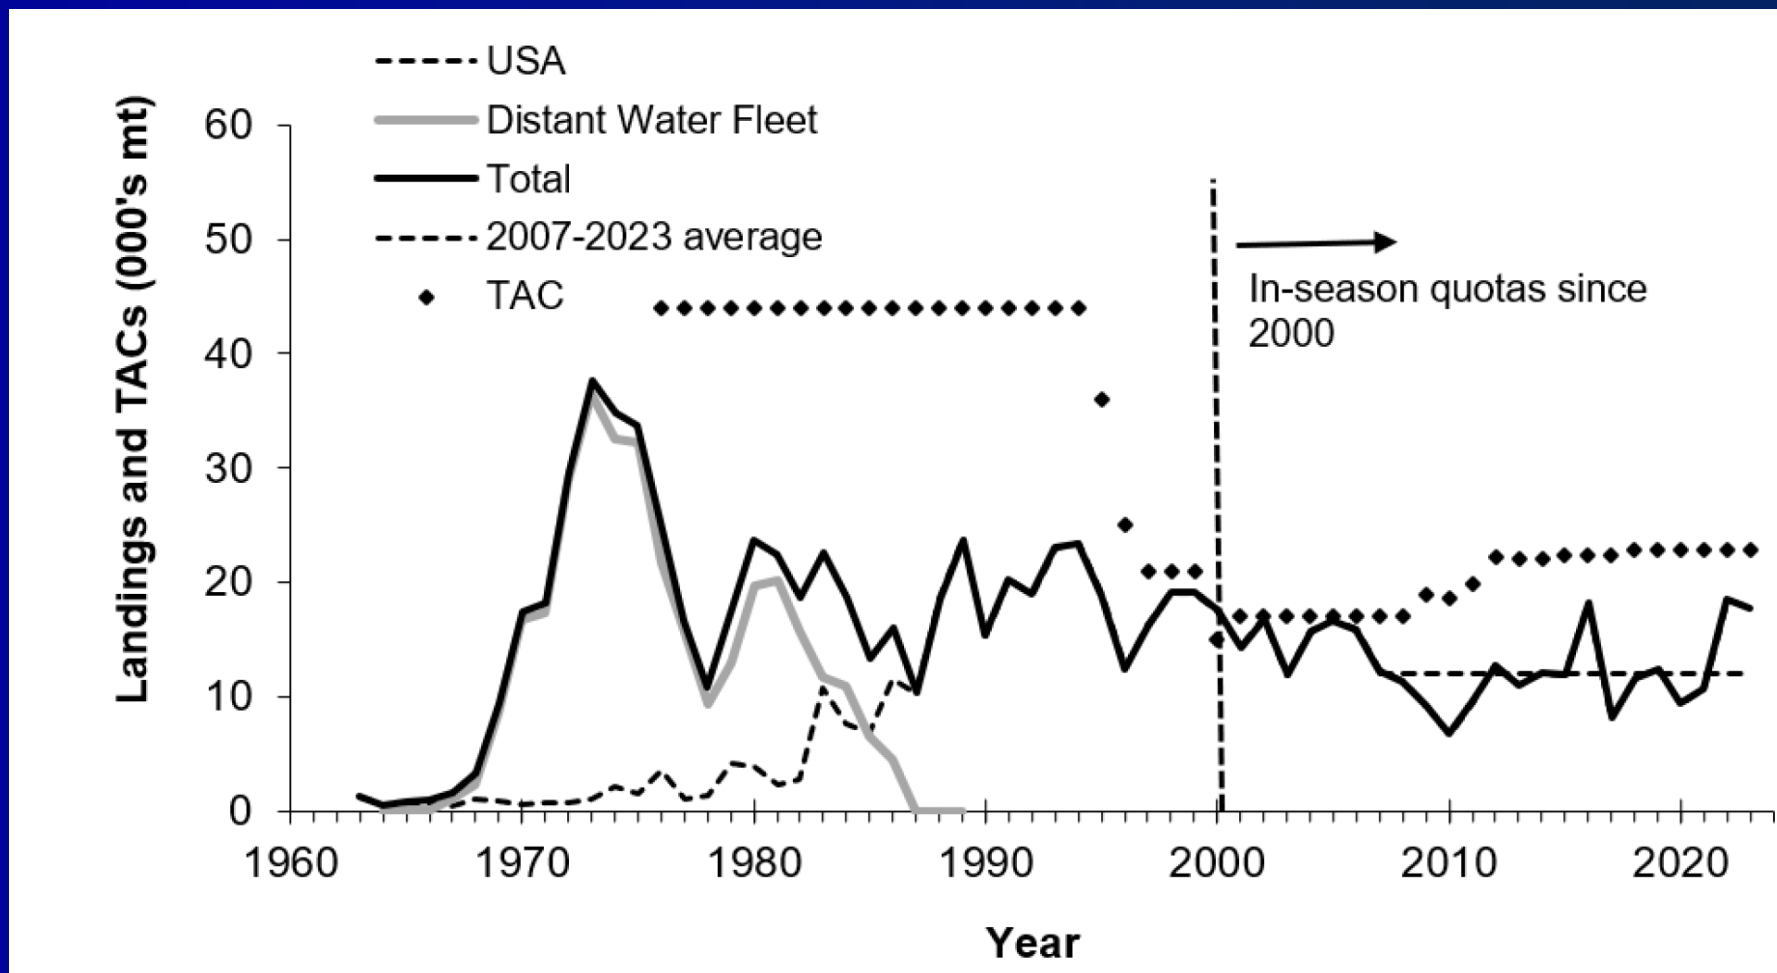 USA
Distant Water Fleet
Total
2007-2023 average
TAC
Landings and TACs (000's mt)
60
50
40
30
20
10
0
In-season quotas since
2000
1960
1970
1980
1990
2000
2010
2020
Year